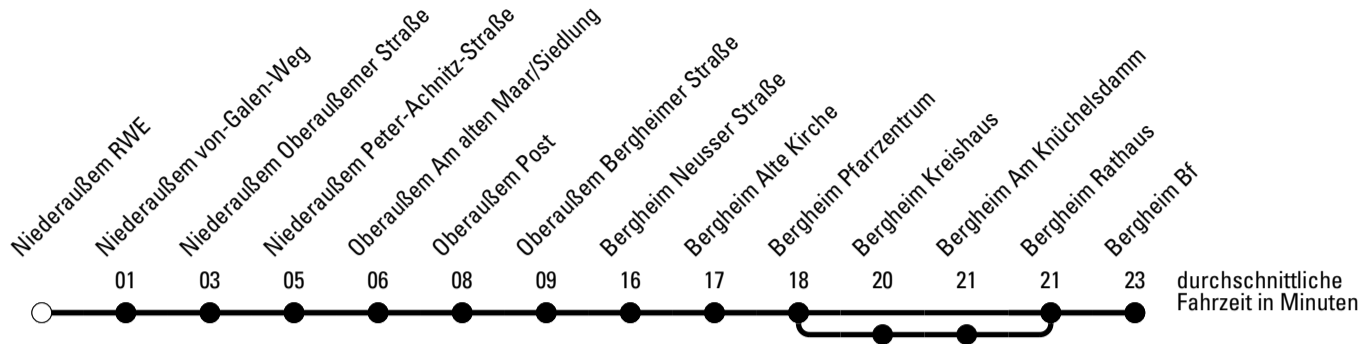 Niederaußem RWE
Niederaußem von-Galen-Weg
Niederaußem Oberaußemer Straße
Niederaußem Peter-Achnitz-Straße
Oberaußem Am alten Maar/Siedlung
Oberaußem Post
Oberaußem Bergheimer Straße
Bergheim Neusser Straße
Bergheim Alte Kirche
Bergheim Pfarrzentrum
Bergheim Kreishaus
Bergheim Am Knüchelsdamm
Bergheim Rathaus
Bergheim Bf
01 03 05 06 08 09 16 17 18 20 21 21 23
durchschnittliche
Fahrzeit in Minuten